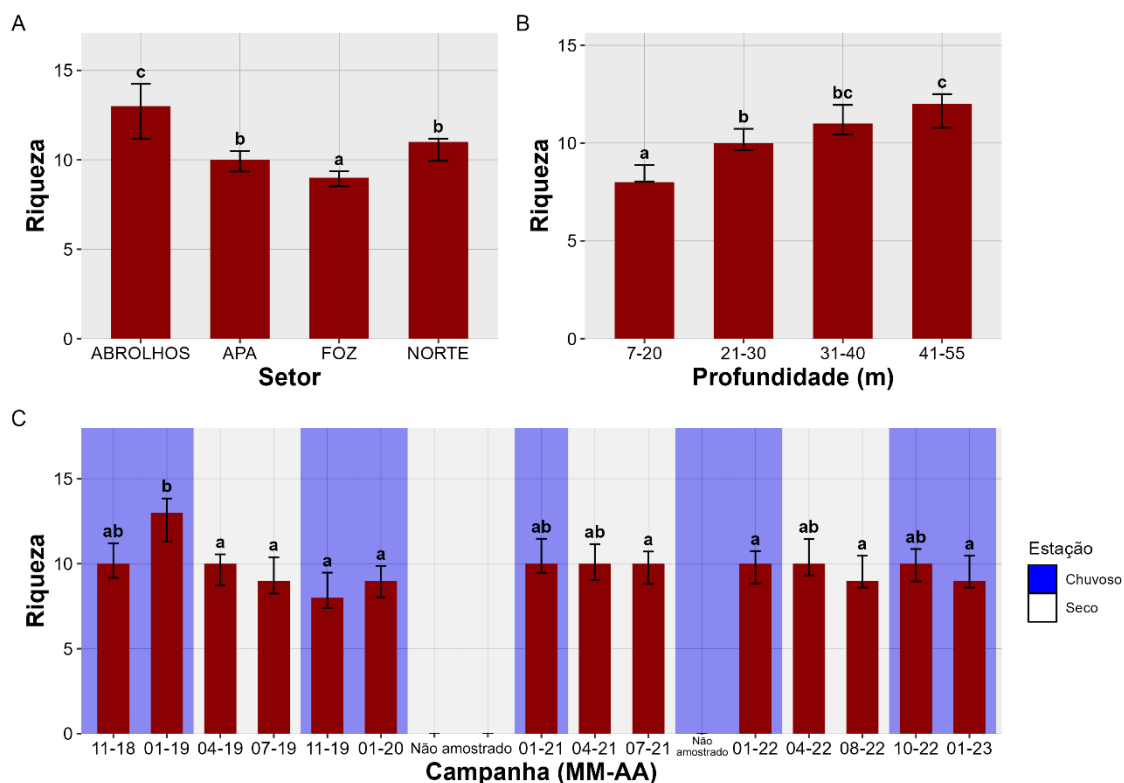 A
Riqueza
15
10
5
0
c
b
a
b
ABROLHOS APA FOZ NORTE
Setor
B
Riqueza
15
10
5
0
a
b
bc
c
7-20 21-30 31-40 41-55
Profundidade (m)
C
Riqueza
15
10
5
0
ab b a a a a ab ab a a ab a ab a
11-18 01-19 04-19 07-19 11-19 01-20 Não amostrado 01-21 04-21 07-21 Não amostrado 01-22 04-22 08-22 10-22 01-23
Campanha (MM-AA)
Estação
Chuvoso
Seco